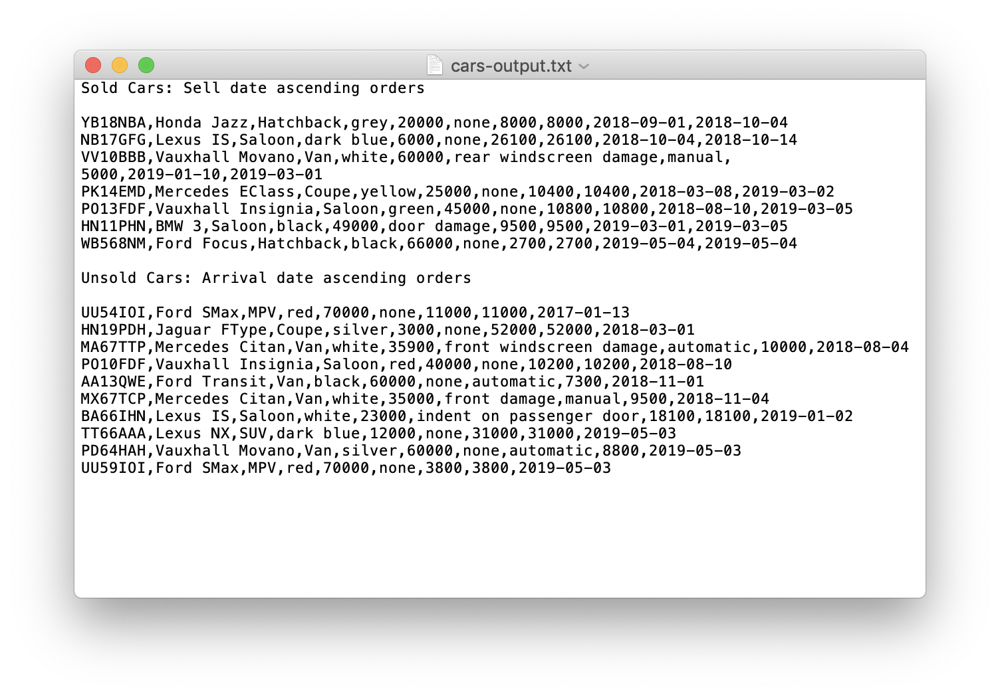 cars-output.txt
Sold Cars: Sell date ascending orders
YB18NBA,Honda Jazz,Hatchback,grey,20000,none,8000,8000,2018-09-01,2018-10-04
NB17GFG,Lexus IS,Saloon,dark blue,6000,none,26100,26100,2018-10-04,2018-10-14
VV10BBB,Vauxhall Movano,Van,white,60000,rear windscreen damage,manual,
5000,2019-01-10,2019-03-01
PK14EMD,Mercedes EClass,Coupe,yellow,25000,none,10400,10400,2018-03-08,2019-03-02
PO13FDF,Vauxhall Insignia,Saloon,green,45000,none,10800,10800,2018-08-10,2019-03-05
HN11PHN,BMW 3,Saloon,black,49000,door damage,9500,9500,2019-03-01,2019-03-05
WB568NM,Ford Focus,Hatchback,black,66000,none,2700,2700,2019-05-04,2019-05-04
Unsold Cars: Arrival date ascending orders
UU54IOI,Ford SMax,MPV,red,70000,none,11000,11000,2017-01-13
HN19PDH,Jaguar FType,Coupe,silver,3000,none,52000,52000,2018-03-01
MA67TTP,Mercedes Citan,Van,white,35900,front windscreen damage,automatic,10000,2018-08-04
PO10FDF,Vauxhall Insignia,Saloon,red,40000,none,10200,10200,2018-08-10
AA13QWE,Ford Transit,Van,black,60000,none,automatic,7300,2018-11-01
MX67TCP,Mercedes Citan,Van,white,35000,front damage,manual,9500,2018-11-04
BA66IHN,Lexus IS,Saloon,white,23000,indent on passenger door,18100,18100,2019-01-02
TT66AAA,Lexus NX,SUV,dark blue,12000,none,31000,31000,2019-05-03
PD64HAH,Vauxhall Movano,Van,silver,60000,none,automatic,8800,2019-05-03
UU59IOI,Ford SMax,MPV,red,70000,none,3800,3800,2019-05-03